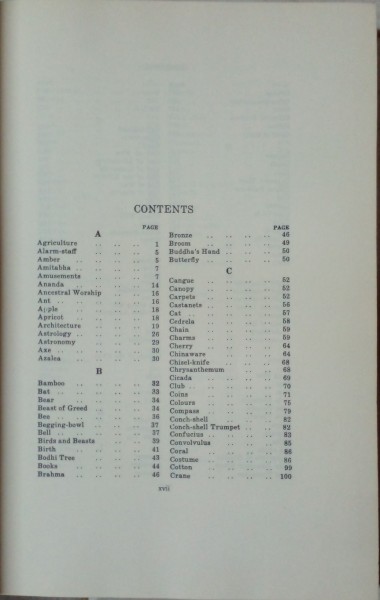 CONTENTS
PAGE
A
Agriculture .. .. .. 1
Alarm-staff .. .. .. 5
Amber .. .. .. 5
Amitabha .. .. .. 7
Amusements .. .. .. 7
Ananda .. .. .. 14
Ancestral Worship .. .. 15
Ant .. .. .. .. 16
Apple .. .. .. 18
Apricot .. .. .. 18
Architecture .. .. .. 19
Astrology .. .. .. 26
Astronomy .. .. .. 29
Axe .. .. .. .. 30
Azalea .. .. .. 30
B
Bamboo .. .. .. 32
Bat .. .. .. .. 33
Bear .. .. .. 34
Beast of Greed .. .. 34
Bee .. .. .. .. 36
Begging-bowl .. .. 37
Bell .. .. .. .. 37
Birds and Beasts .. .. 39
Birth .. .. .. 41
Bodhi Tree .. .. .. 43
Books .. .. .. 44
Brahma .. .. .. 46
PAGE
Bronze .. .. .. .. 46
Broom .. .. .. .. 49
Buddha's Hand .. .. .. 50
Butterfly .. .. .. .. 50
C
Cangue .. .. .. .. 52
Canopy .. .. .. .. 52
Carpets .. .. .. .. 52
Castanets .. .. .. .. 56
Cat .. .. .. .. 57
Cedrela .. .. .. .. 58
Chain .. .. .. .. 59
Charms .. .. .. .. 59
Cherry .. .. .. .. 64
Chinaware .. .. .. .. 64
Chisel-knife .. .. .. 68
Chrysanthemum .. .. .. 68
Cicada .. .. .. .. 69
Club .. .. .. .. 70
Coins .. .. .. .. 71
Colours .. .. .. .. 75
Compass .. .. .. .. 79
Conch-shell .. .. .. 82
Conch-shell Trumpet .. .. 82
Confucius .. .. .. .. 83
Convolvulus .. .. .. 85
Coral .. .. .. .. 86
Costume .. .. .. .. 86
Cotton .. .. .. .. 99
Crane .. .. .. .. 100
xvii